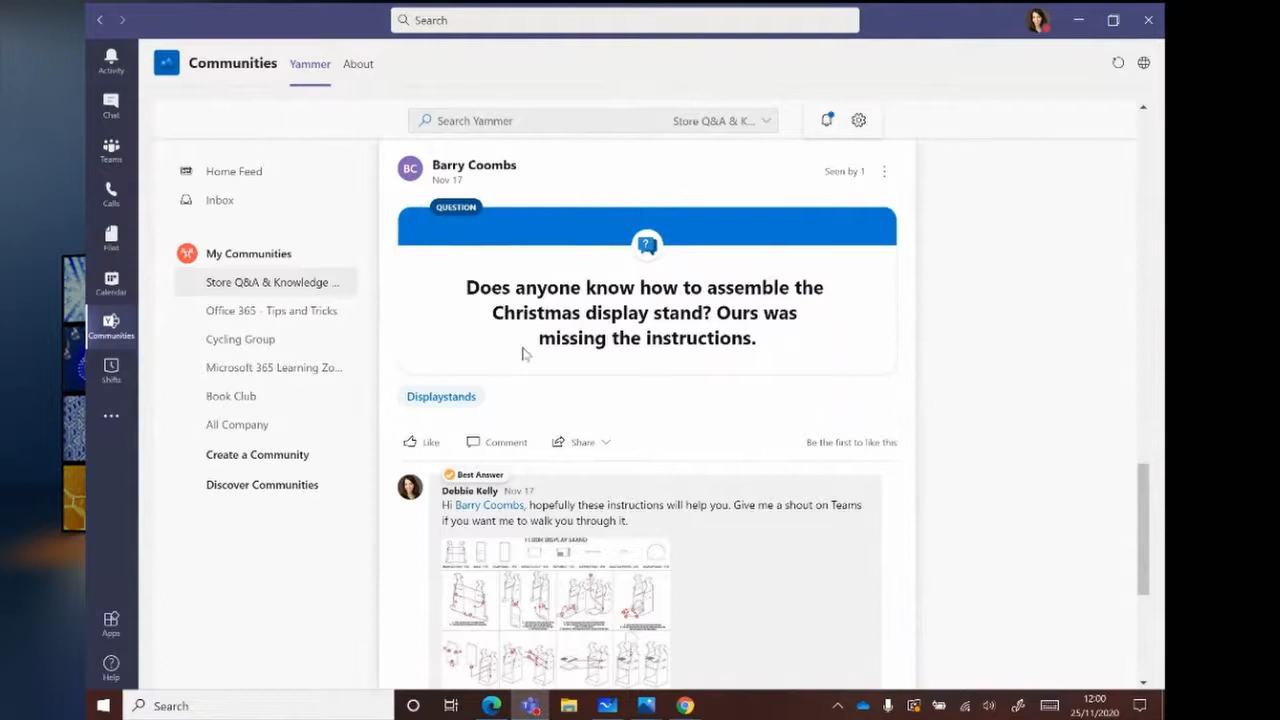 Search
Activity
Chat
Teams
Calls
Files
Calendar
Communities
Shifts
Apps
Help
Communities Yammer About
Search Yammer Store Q&A & K...
Home Feed
Inbox
My Communities
Store Q&A & Knowledge ...
Office 365 - Tips and Tricks
Cycling Group
Microsoft 365 Learning Zo...
Book Club
All Company
Create a Community
Discover Communities
BC Barry Coombs
Nov 17
Seen by 1
QUESTION
Does anyone know how to assemble the
Christmas display stand? Ours was
missing the instructions.
Displaystands
Like Comment Share Be the first to like this
Best Answer
Debbie Kelly Nov 17
Hi Barry Coombs, hopefully these instructions will help you. Give me a shout on Teams
if you want me to walk you through it.
FLOOR DISPLAY STAND
Search
12:00
25/11/2020